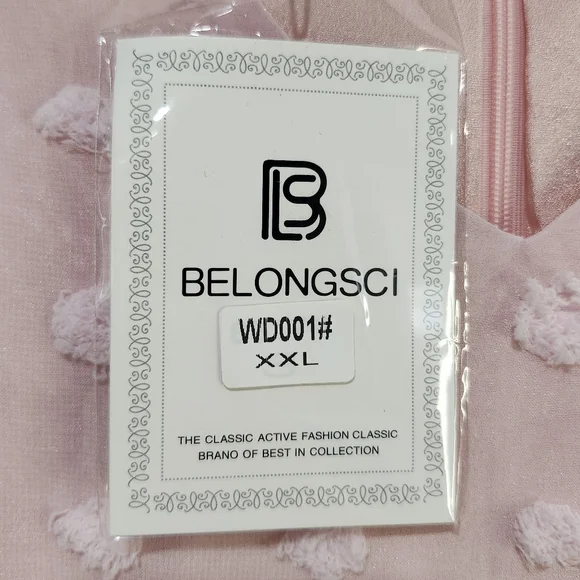 BS
BELONGSCI
WD001#
XXL
THE CLASSIC ACTIVE FASHION CLASSIC
BRANO OF BEST IN COLLECTION